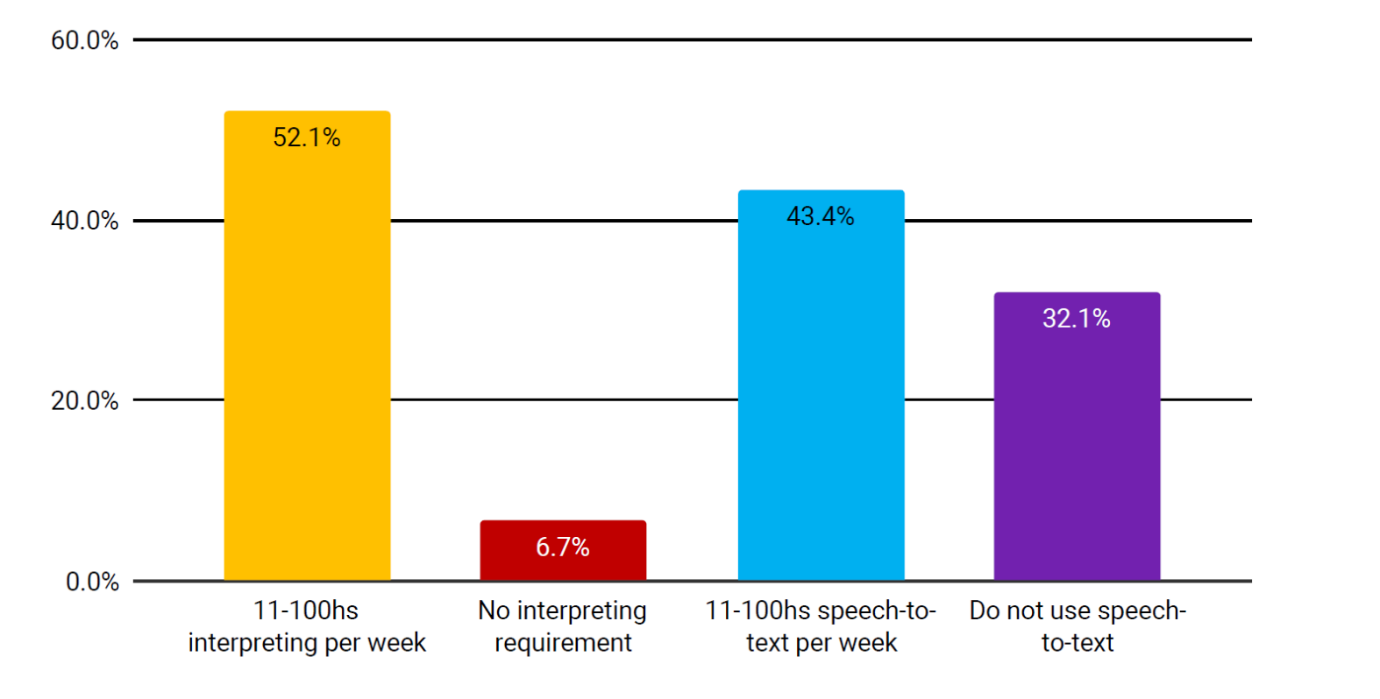 60.0%
52.1%
43.4%
40.0%
32.1%
20.0%
6.7%
0.0%
11-100hs
interpreting per week
No interpreting
requirement
11-100hs speech-to-
text per week
Do not use speech-
to-text